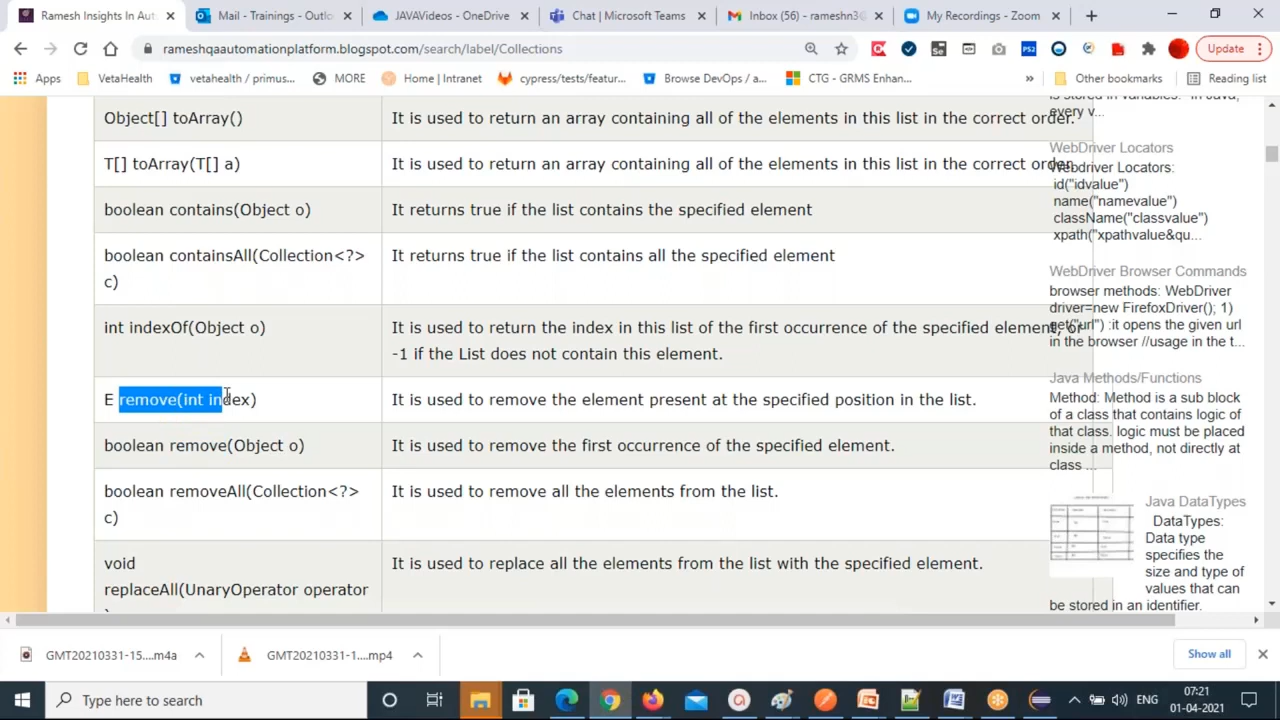 Ramesh Insights In Aut
Mail - Trainings - Outlo
JAVAVideos - OneDrive
Chat | Microsoft Teams
Inbox (56) - rameshn3@
My Recordings - Zoom
rameshqaautomationplatform.blogspot.com/search/label/Collections
Update
Apps
VetaHealth
vetahealth / primus...
MORE
Home | Intranet
cypress/tests/featur...
Browse DevOps / a...
CTG - GRMS Enhan...
»
Other bookmarks
Reading list
Object[] toArray()
It is used to return an array containing all of the elements in this list in the correct order.
T[] toArray(T[] a)
It is used to return an array containing all of the elements in this list in the correct order.
boolean contains(Object o)
It returns true if the list contains the specified element
boolean containsAll(Collection<?>
c)
It returns true if the list contains all the specified element
int indexOf(Object o)
It is used to return the index in this list of the first occurrence of the specified element, or
-1 if the List does not contain this element.
E remove(int index)
It is used to remove the element present at the specified position in the list.
boolean remove(Object o)
It is used to remove the first occurrence of the specified element.
boolean removeAll(Collection<?>
c)
It is used to remove all the elements from the list.
void
replaceAll(UnaryOperator operator
It is used to replace all the elements from the list with the specified element.
is stored in variables. In Java,
every v...
WebDriver Locators
Webdriver Locators:
id("idvalue")
name("namevalue")
className("classvalue")
xpath("xpathvalue&qu...
WebDriver Browser Commands
browser methods: WebDriver
driver=new FirefoxDriver(); 1)
get("url") :it opens the given url
in the browser //usage in the t...
Java Methods/Functions
Method: Method is a sub block
of a class that contains logic of
that class. logic must be placed
inside a method, not directly at
class ...
Java DataTypes
DataTypes:
Data type
specifies the
size and type of
values that can
be stored in an identifier.
GMT20210331-15....m4a
GMT20210331-1....mp4
Show all
Type here to search
ENG
07:21
01-04-2021